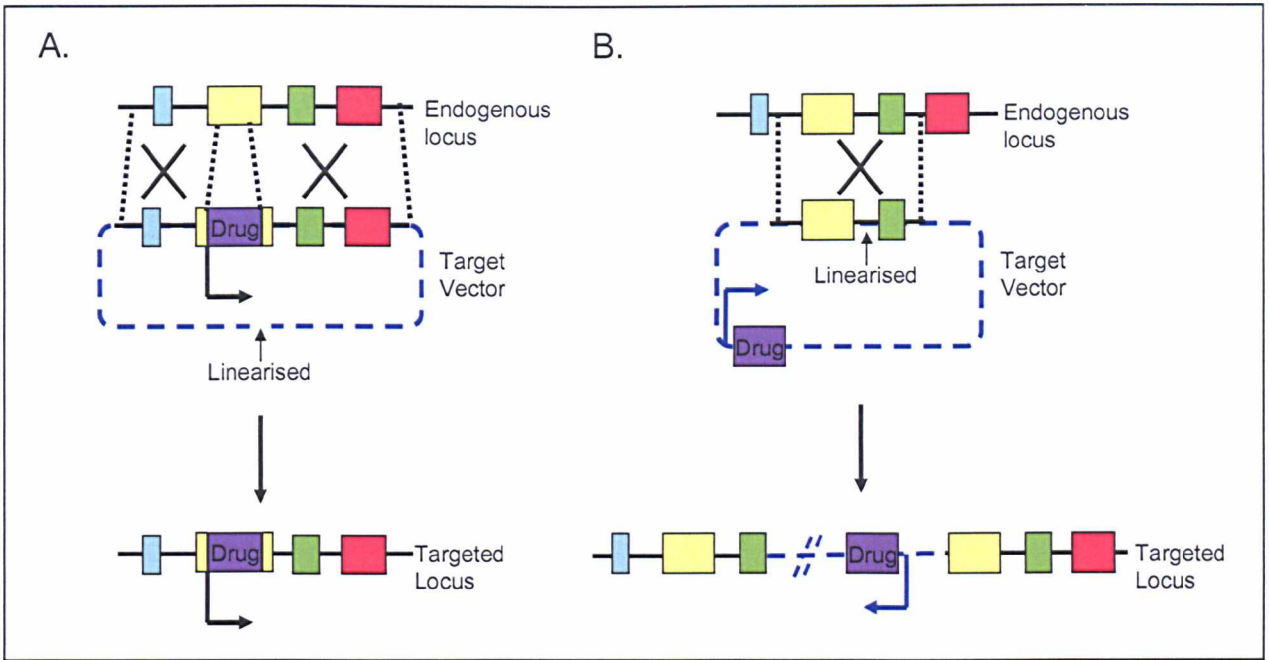 A.
Endogenous
locus
Drug
Target
Vector
Linearised
Drug
Targeted
Locus
B.
Endogenous
locus
Linearised
Target
Vector
Drug
Drug
Targeted
Locus